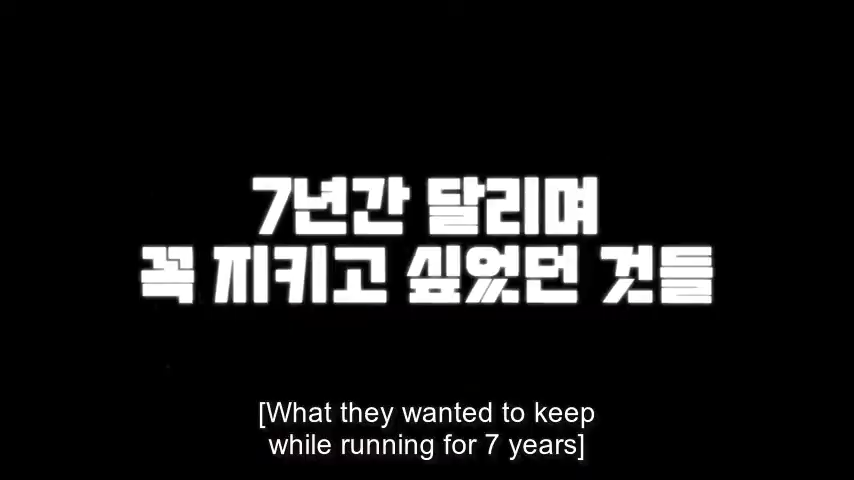 7년간 달리며
꼭 지키고 싶었던 것들
[What they wanted to keep
while running for 7 years]